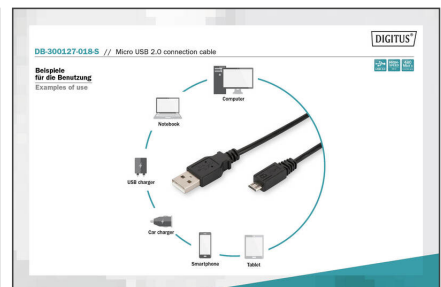 DIGITUS®
DB-300127-018-S // Micro USB 2.0 connection cable
Beispiele
für die Benutzung
Examples of use
Computer
Notebook
USB charger
Car charger
Smartphone
Tablet